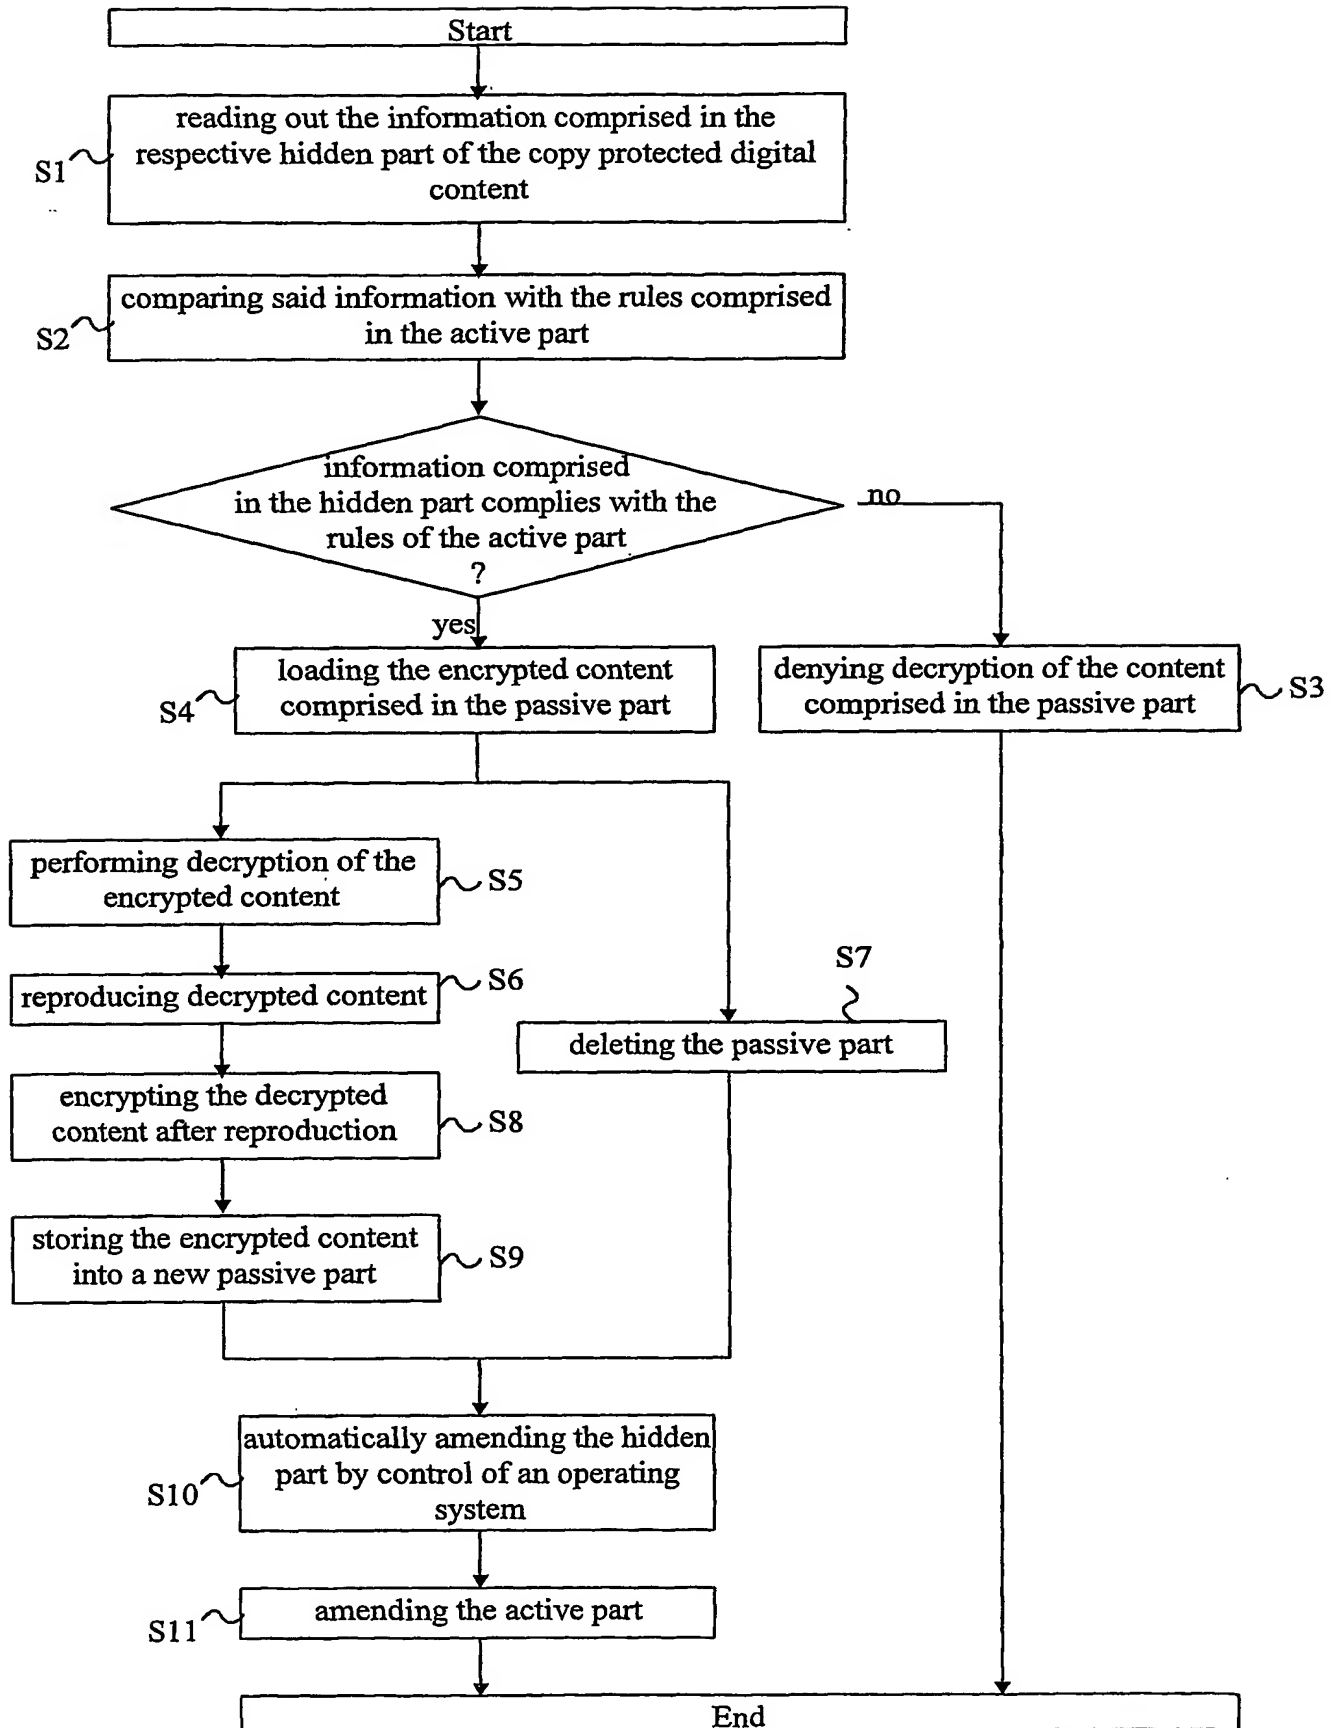 Start
reading out the information comprised in the
respective hidden part of the copy protected digital
content
S1
comparing said information with the rules comprised
in the active part
S2
information comprised
in the hidden part complies with the
rules of the active part
?
no
yes
loading the encrypted content
comprised in the passive part
S4
denying decryption of the content
comprised in the passive part
S3
performing decryption of the
encrypted content
S5
reproducing decrypted content
S6
S7
deleting the passive part
encrypting the decrypted
content after reproduction
S8
storing the encrypted content
into a new passive part
S9
automatically amending the hidden
part by control of an operating
system
S10
amending the active part
S11
End